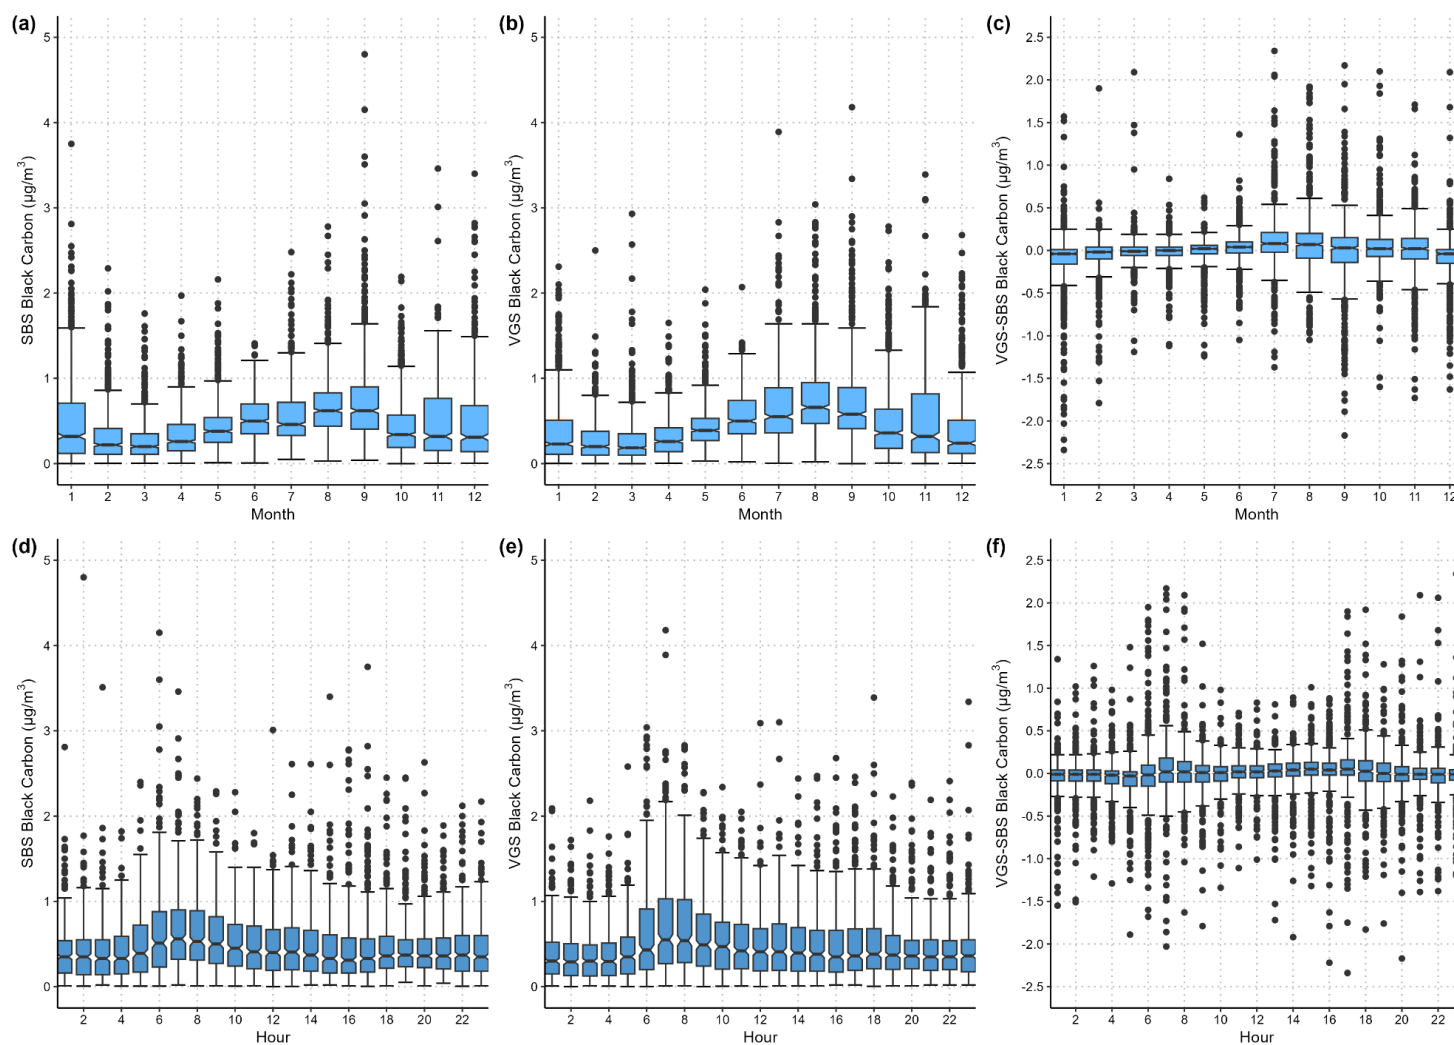 (a)
SBS Black Carbon (µg/m³)
5
4
3
2
1
0
1 2 3 4 5 6 7 8 9 10 11 12
Month
(b)
VGS Black Carbon (µg/m³)
5
4
3
2
1
0
1 2 3 4 5 6 7 8 9 10 11 12
Month
(c)
VGS-SBS Black Carbon (µg/m³)
2.5
2.0
1.5
1.0
0.5
0.0
-0.5
-1.0
-1.5
-2.0
-2.5
1 2 3 4 5 6 7 8 9 10 11 12
Month
(d)
SBS Black Carbon (µg/m³)
5
4
3
2
1
0
2 4 6 8 10 12 14 16 18 20 22
Hour
(e)
VGS Black Carbon (µg/m³)
5
4
3
2
1
0
2 4 6 8 10 12 14 16 18 20 22
Hour
(f)
VGS-SBS Black Carbon (µg/m³)
2.5
2.0
1.5
1.0
0.5
0.0
-0.5
-1.0
-1.5
-2.0
-2.5
2 4 6 8 10 12 14 16 18 20 22
Hour